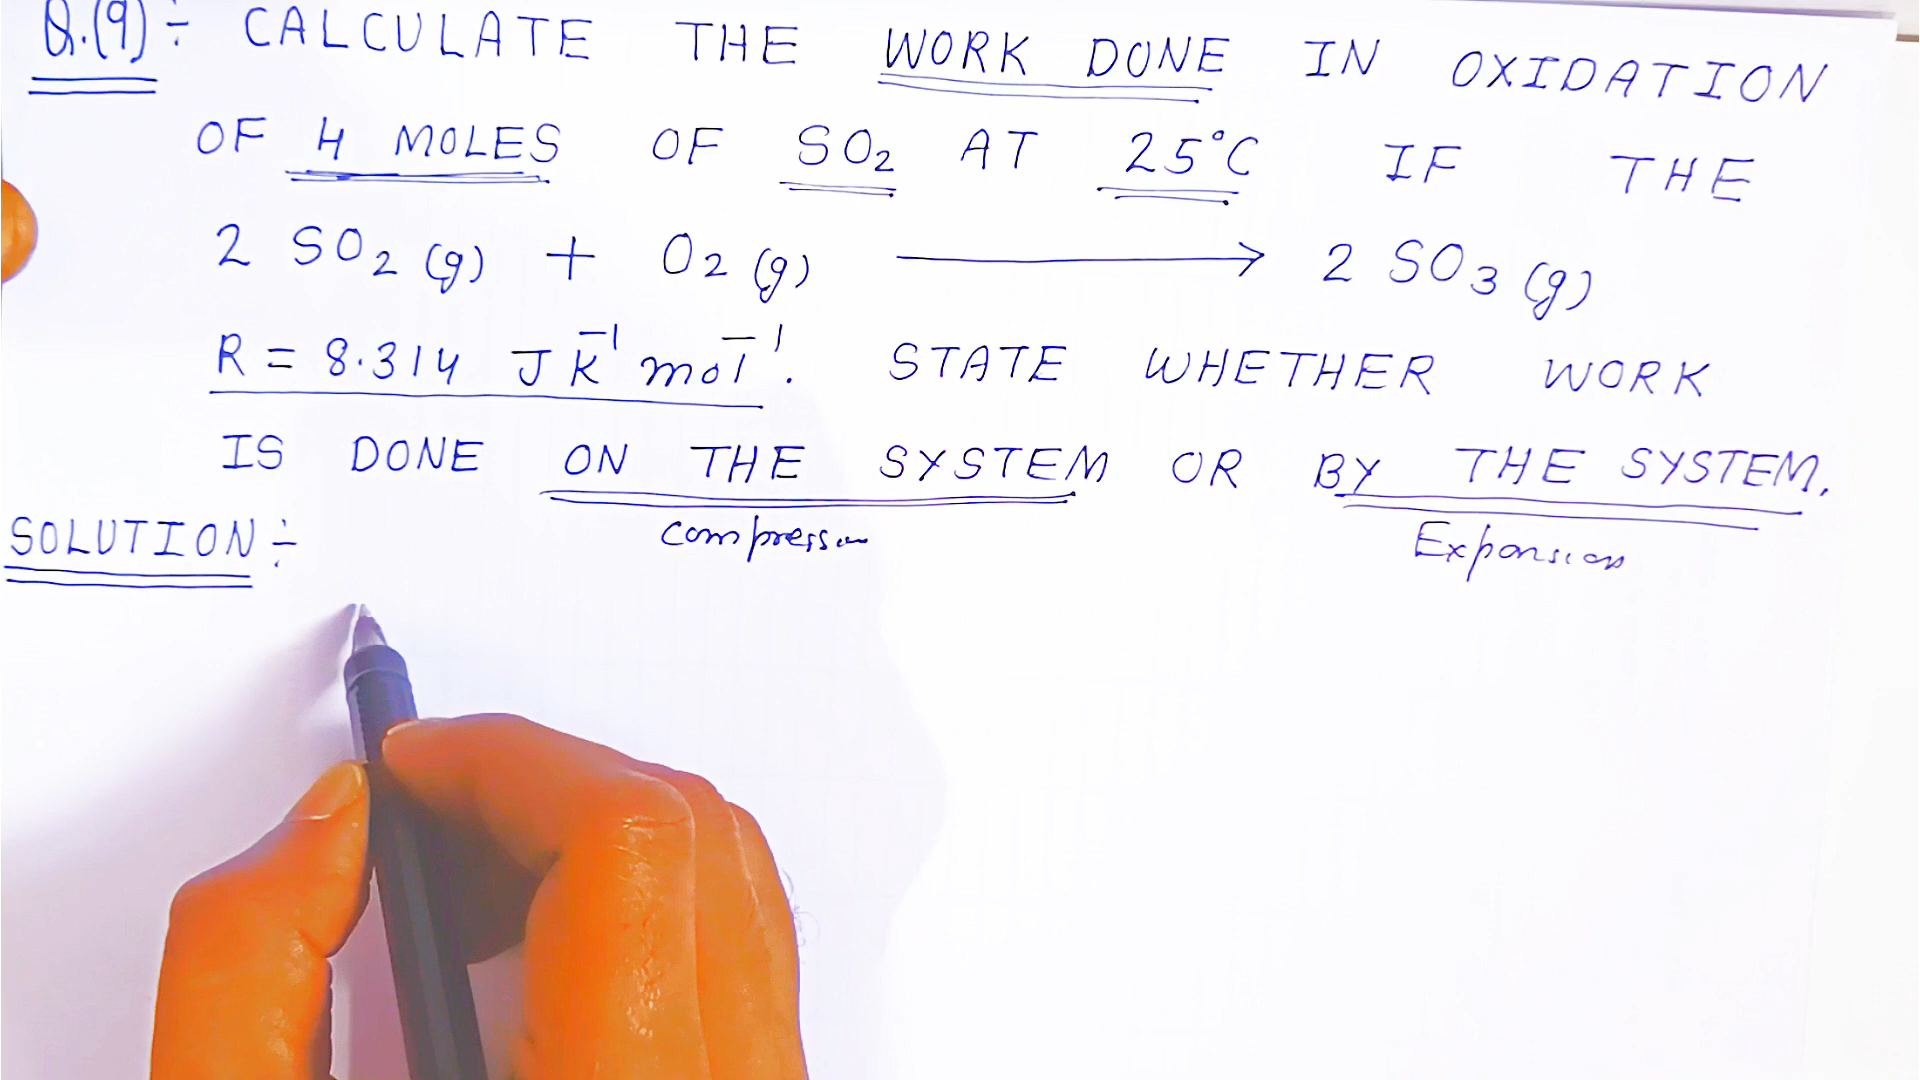 Q.(9) ÷ CALCULATE THE WORK DONE IN OXIDATION
OF 4 MOLES OF SO₂ AT 25°C IF THE
2 SO₂ (g) + O₂ (g) ⟶ 2 SO₃ (g)
R = 8.314 J K⁻¹ mol⁻¹. STATE WHETHER WORK
IS DONE ON THE SYSTEM OR BY THE SYSTEM.
compression Expansion
SOLUTION ÷